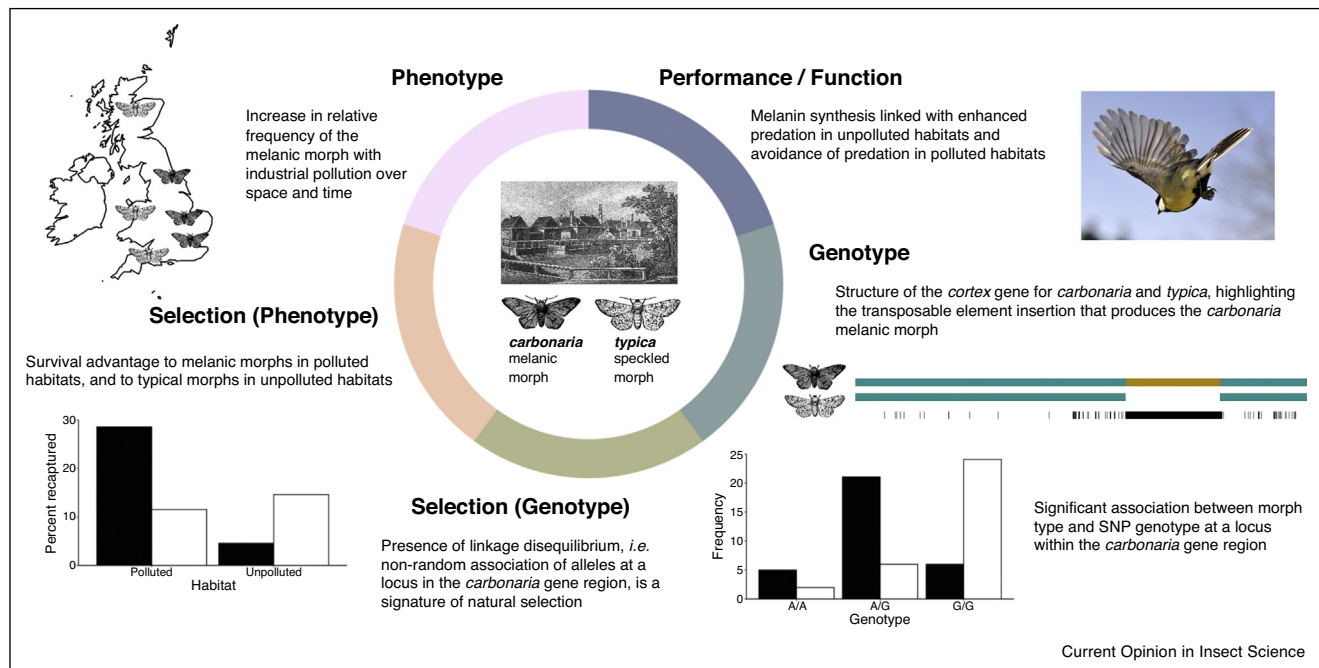 Phenotype
Increase in relative
frequency of the
melanic morph with
industrial pollution over
space and time
Performance / Function
Melanin synthesis linked with enhanced
predation in unpolluted habitats and
avoidance of predation in polluted habitats
carbonaria
melanic
morph
typica
speckled
morph
Genotype
Structure of the cortex gene for carbonaria and typica, highlighting
the transposable element insertion that produces the carbonaria
melanic morph
Selection (Phenotype)
Survival advantage to melanic morphs in polluted
habitats, and to typical morphs in unpolluted habitats
30
20
10
0
Percent recaptured
Polluted
Unpolluted
Habitat
Selection (Genotype)
Presence of linkage disequilibrium, i.e.
non-random association of alleles at a
locus in the carbonaria gene region, is a
signature of natural selection
25
20
15
10
5
0
Frequency
A/A
A/G
G/G
Genotype
Significant association between morph
type and SNP genotype at a locus
within the carbonaria gene region
Current Opinion in Insect Science